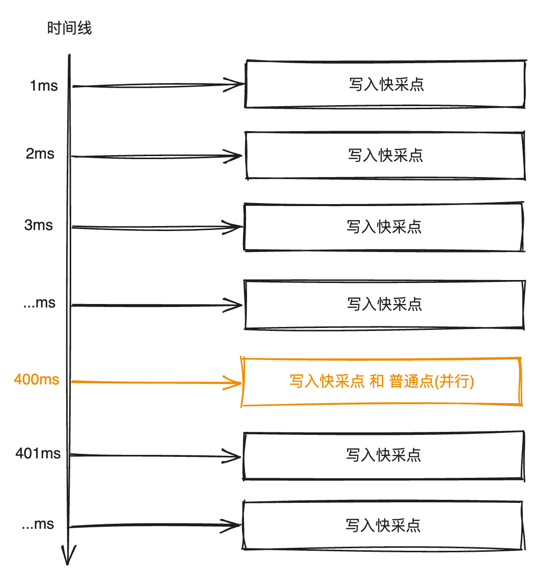 时间线
1ms
写入快采点
2ms
写入快采点
3ms
写入快采点
...ms
写入快采点
400ms
写入快采点 和 普通点(并行)
401ms
写入快采点
...ms
写入快采点